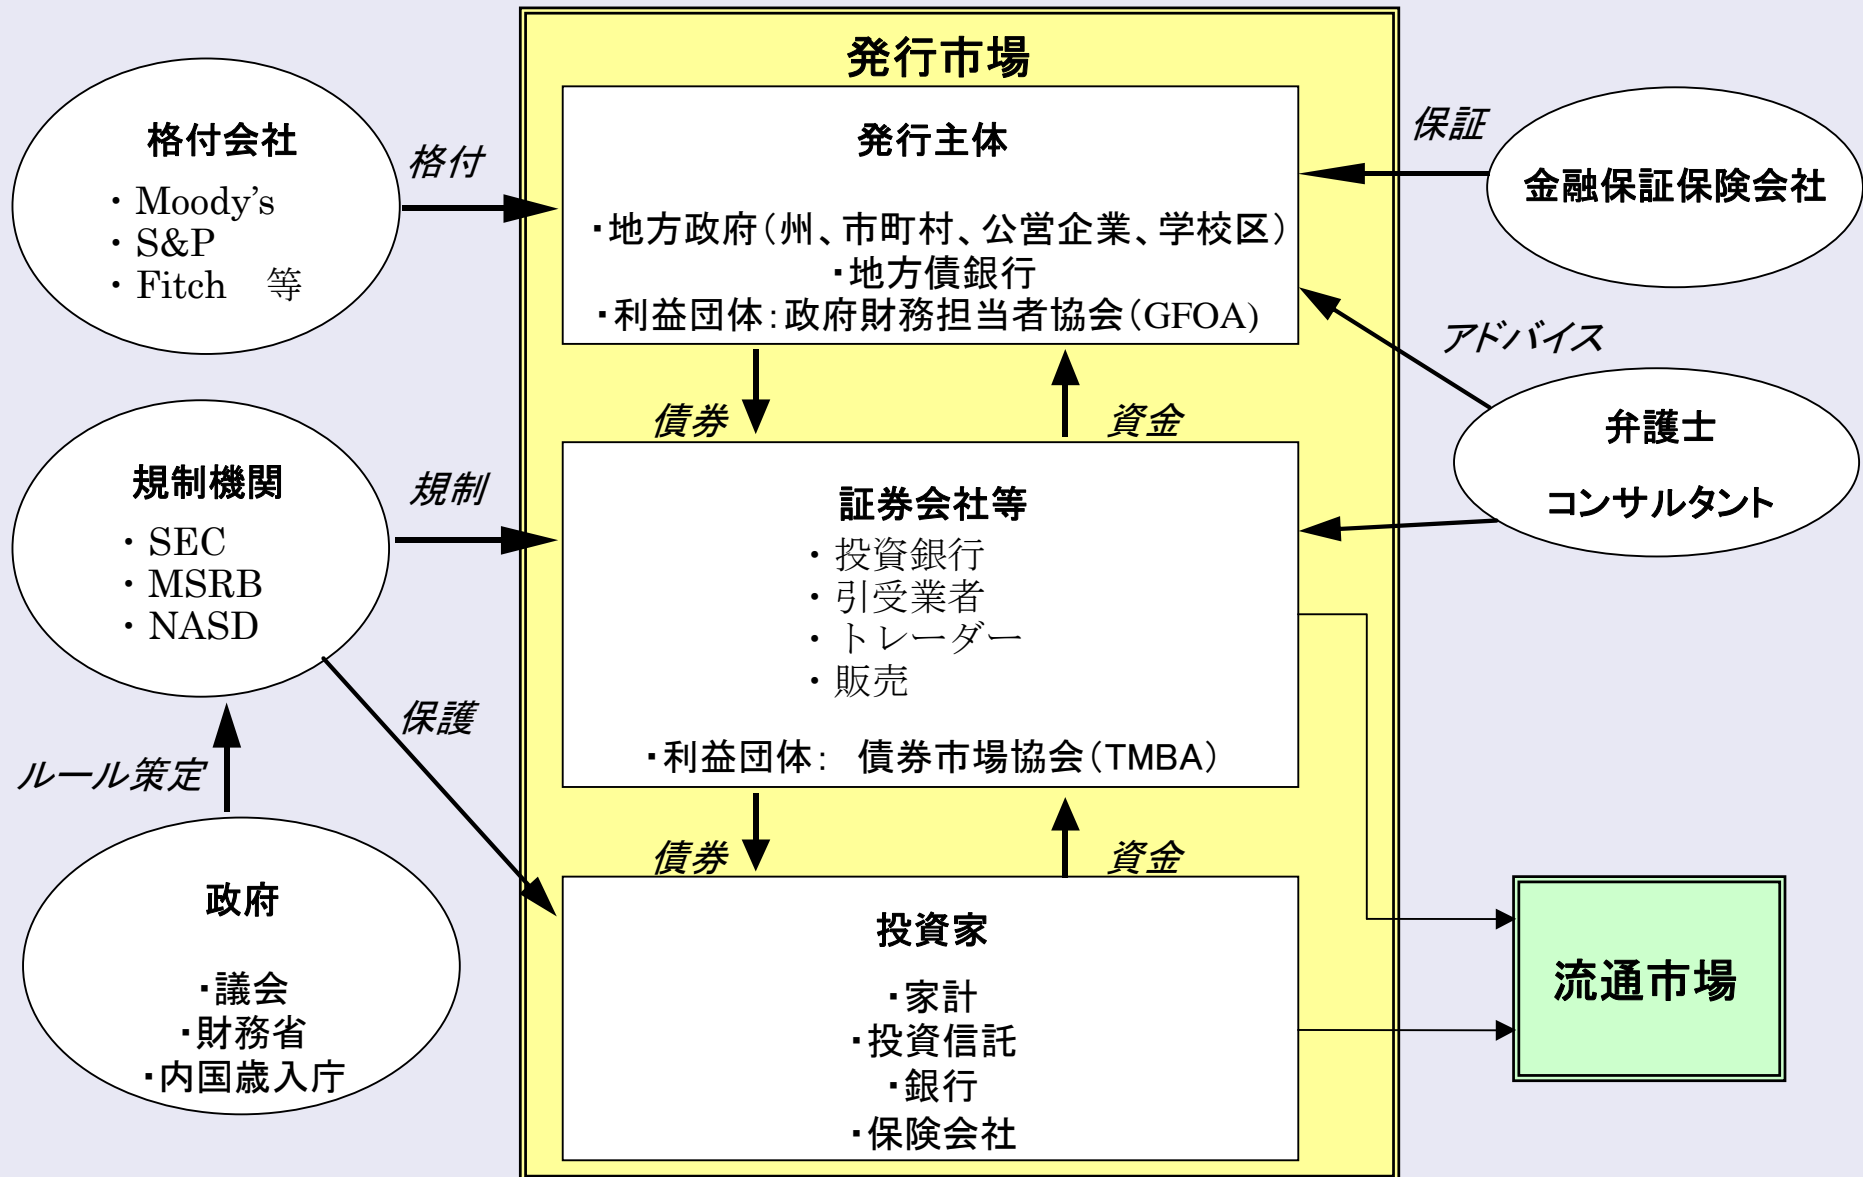 発行市場
格付会社
・Moody's
・S&P
・Fitch　等
格付
発行主体
・地方政府（州、市町村、公営企業、学校区）
・地方債銀行
・利益団体：政府財務担当者協会（GFOA)
保証
金融保証保険会社
アドバイス
弁護士
コンサルタント
債券
資金
規制機関
・SEC
・MSRB
・NASD
規制
証券会社等
・投資銀行
・引受業者
・トレーダー
・販売
・利益団体：　債券市場協会（TMBA）
保護
ルール策定
債券
資金
政府
・議会
・財務省
・内国歳入庁
投資家
・家計
・投資信託
・銀行
・保険会社
流通市場